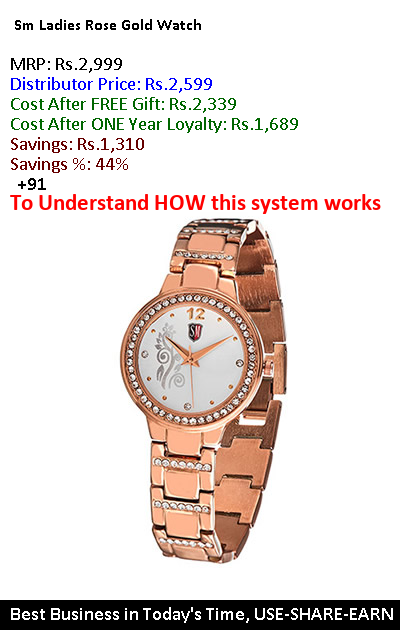 Sm Ladies Rose Gold Watch
MRP: Rs.2,999
Distributor Price: Rs.2,599
Cost After FREE Gift: Rs.2,339
Cost After ONE Year Loyalty: Rs.1,689
Savings: Rs.1,310
Savings %: 44%
+91
To Understand HOW this system works
12
SM
Best Business in Today's Time, USE-SHARE-EARN